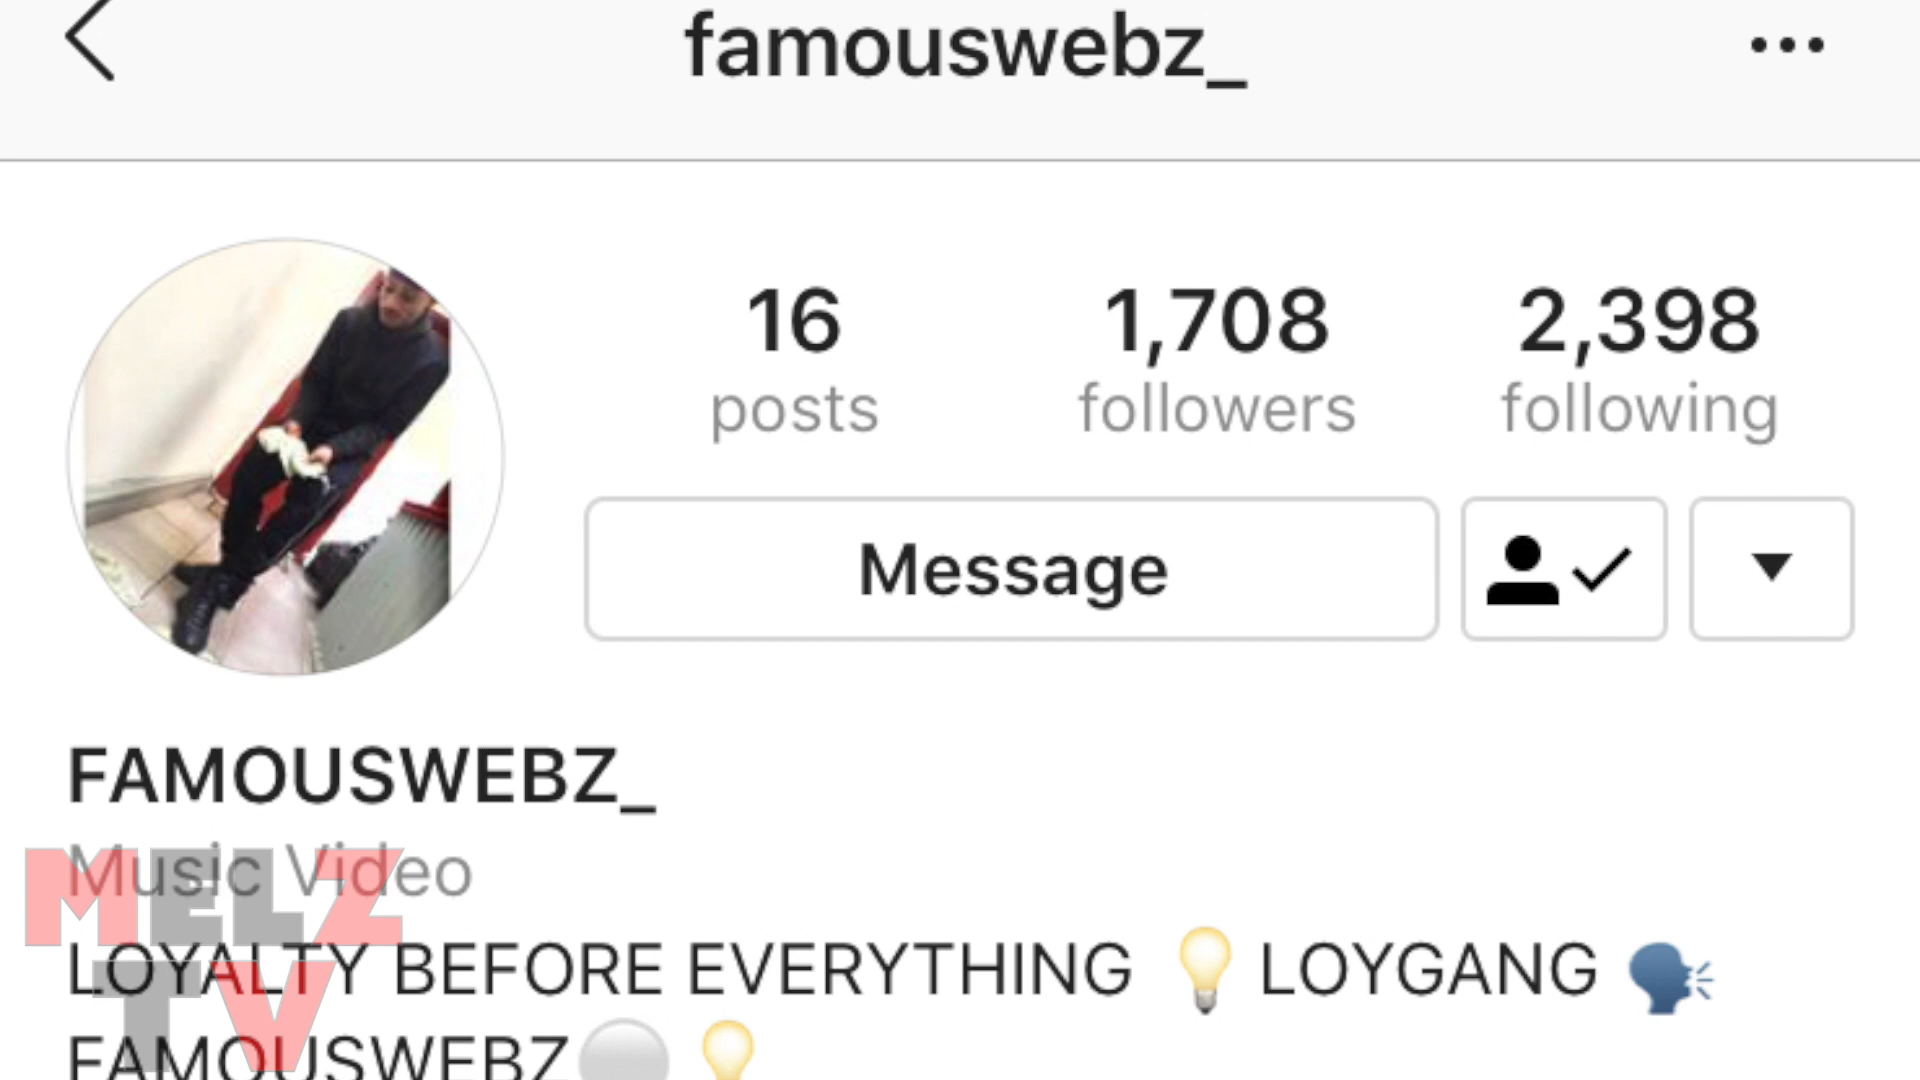 famouswebz_
16 1,708 2,398
posts followers following
Message
FAMOUSWEBZ_
Music Video
LOYALTY BEFORE EVERYTHING 💡 LOYGANG 🗣
FAMOUSWEBZ⚪ 💡
MELZ
TV